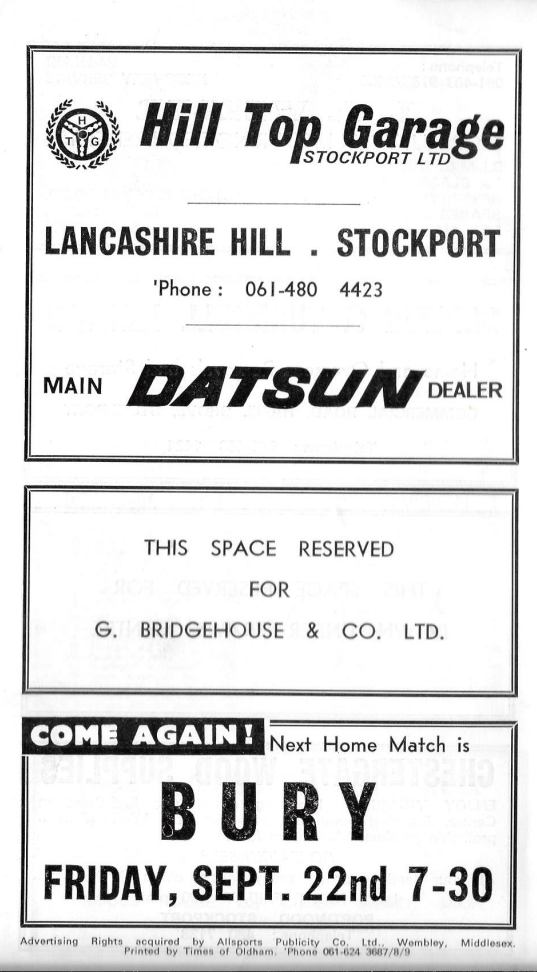 H
T G
Hill Top Garage
STOCKPORT LTD
LANCASHIRE HILL . STOCKPORT
'Phone : 061-480 4423
MAIN DATSUN DEALER
THIS SPACE RESERVED
FOR
G. BRIDGEHOUSE & CO. LTD.
COME AGAIN! Next Home Match is
BURY
FRIDAY, SEPT. 22nd 7-30
Advertising Rights acquired by Allsports Publicity Co. Ltd., Wembley, Middlesex.
Printed by Times of Oldham. 'Phone 061-624 3687/8/9